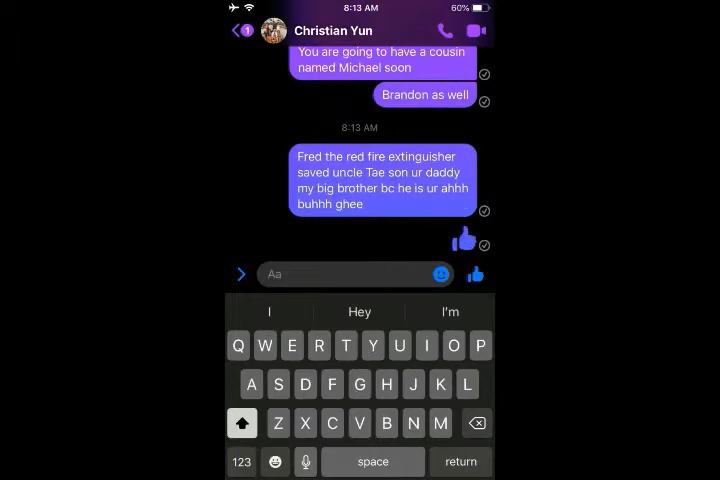 8:13 AM
60%
1
Christian Yun
You are going to have a cousin
named Michael soon
Brandon as well
8:13 AM
Fred the red fire extinguisher
saved uncle Tae son ur daddy
my big brother bc he is ur ahhh
buhhh ghee
Aa
I Hey I'm
Q W E R T Y U I O P
A S D F G H J K L
Z X C V B N M
123 space return